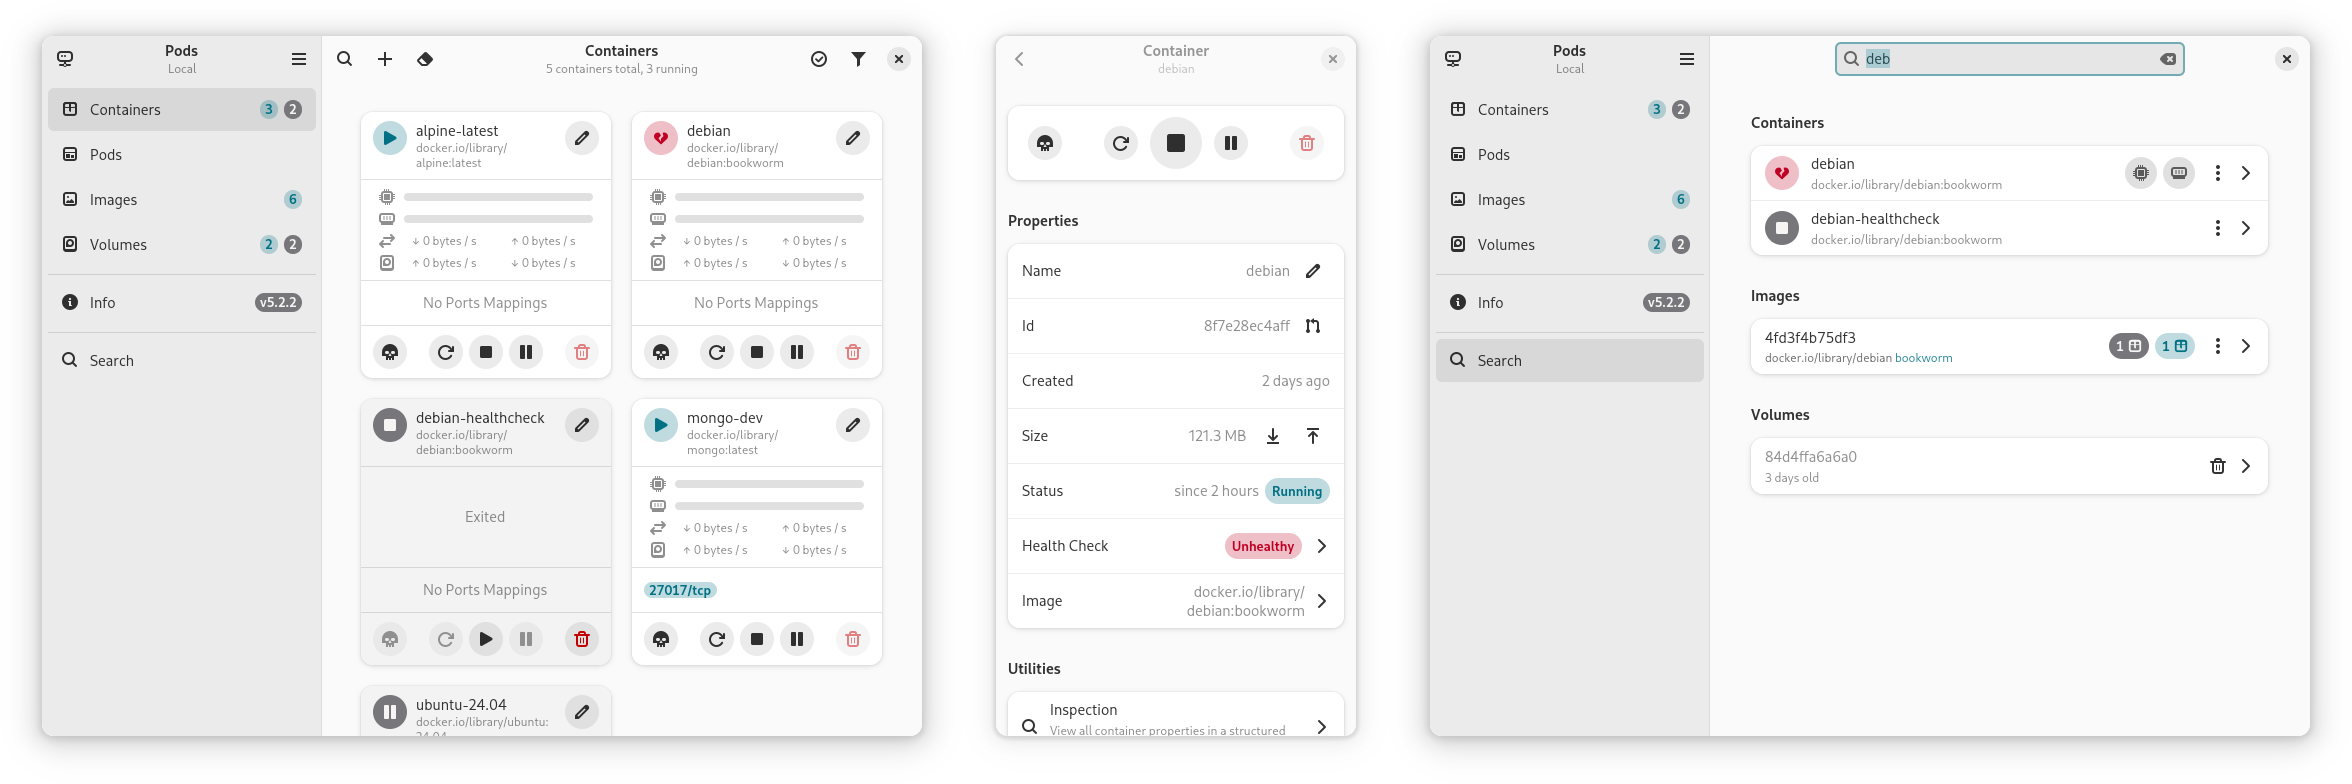 Pods
Local
Containers 3 2
Pods
Images 6
Volumes 2 2
Info v5.2.2
Search
Containers
5 containers total, 3 running
alpine-latest
docker.io/library/
alpine:latest
↓ 0 bytes / s ↑ 0 bytes / s
↑ 0 bytes / s ↓ 0 bytes / s
No Ports Mappings
debian
docker.io/library/
debian:bookworm
↓ 0 bytes / s ↑ 0 bytes / s
↑ 0 bytes / s ↓ 0 bytes / s
No Ports Mappings
debian-healthcheck
docker.io/library/
debian:bookworm
Exited
No Ports Mappings
mongo-dev
docker.io/library/
mongo:latest
↓ 0 bytes / s ↑ 0 bytes / s
↑ 0 bytes / s ↓ 0 bytes / s
27017/tcp
ubuntu-24.04
docker.io/library/ubuntu:
24.04
Container
debian
Properties
Name debian
Id 8f7e28ec4aff
Created 2 days ago
Size 121.3 MB
Status since 2 hours Running
Health Check Unhealthy
Image docker.io/library/
debian:bookworm
Utilities
Inspection
View all container properties in a structured
Pods
Local
Containers 3 2
Pods
Images 6
Volumes 2 2
Info v5.2.2
Search
deb
Containers
debian
docker.io/library/debian:bookworm
debian-healthcheck
docker.io/library/debian:bookworm
Images
4fd3f4b75df3
docker.io/library/debian bookworm
1 1
Volumes
84d4ffa6a6a0
3 days old